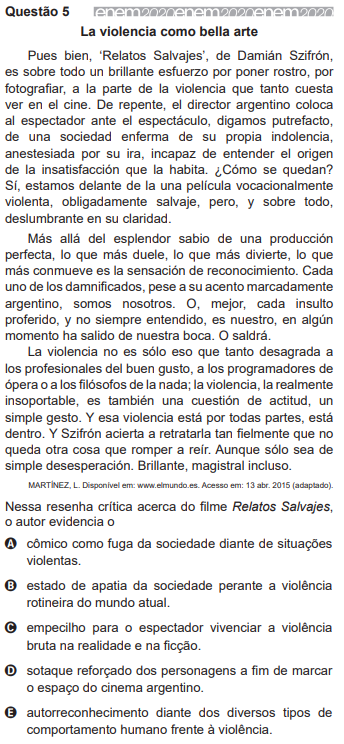 Questão 5 enem2020enem2020enem2020
La violencia como bella arte
Pues bien, ‘Relatos Salvajes’, de Damián Szifrón,
es sobre todo un brillante esfuerzo por poner rostro, por
fotografiar, a la parte de la violencia que tanto cuesta
ver en el cine. De repente, el director argentino coloca
al espectador ante el espectáculo, digamos putrefacto,
de una sociedad enferma de su propia indolencia,
anestesiada por su ira, incapaz de entender el origen
de la insatisfacción que la habita. ¿Cómo se quedan?
Sí, estamos delante de la una película vocacionalmente
violenta, obligadamente salvaje, pero, y sobre todo,
deslumbrante en su claridad.
Más allá del esplendor sabio de una producción
perfecta, lo que más duele, lo que más divierte, lo que
más conmueve es la sensación de reconocimiento. Cada
uno de los damnificados, pese a su acento marcadamente
argentino, somos nosotros. O, mejor, cada insulto
proferido, y no siempre entendido, es nuestro, en algún
momento ha salido de nuestra boca. O saldrá.
La violencia no es sólo eso que tanto desagrada a
los profesionales del buen gusto, a los programadores de
ópera o a los filósofos de la nada; la violencia, la realmente
insoportable, es también una cuestión de actitud, un
simple gesto. Y esa violencia está por todas partes, está
dentro. Y Szifrón acierta a retratarla tan fielmente que no
queda otra cosa que romper a reír. Aunque sólo sea de
simple desesperación. Brillante, magistral incluso.
MARTÍNEZ, L. Disponível em: www.elmundo.es. Acesso em: 13 abr. 2015 (adaptado).
Nessa resenha crítica acerca do filme Relatos Salvajes,
o autor evidencia o
A cômico como fuga da sociedade diante de situações
violentas.
B estado de apatia da sociedade perante a violência
rotineira do mundo atual.
C empecilho para o espectador vivenciar a violência
bruta na realidade e na ficção.
D sotaque reforçado dos personagens a fim de marcar
o espaço do cinema argentino.
E autorreconhecimento diante dos diversos tipos de
comportamento humano frente à violência.